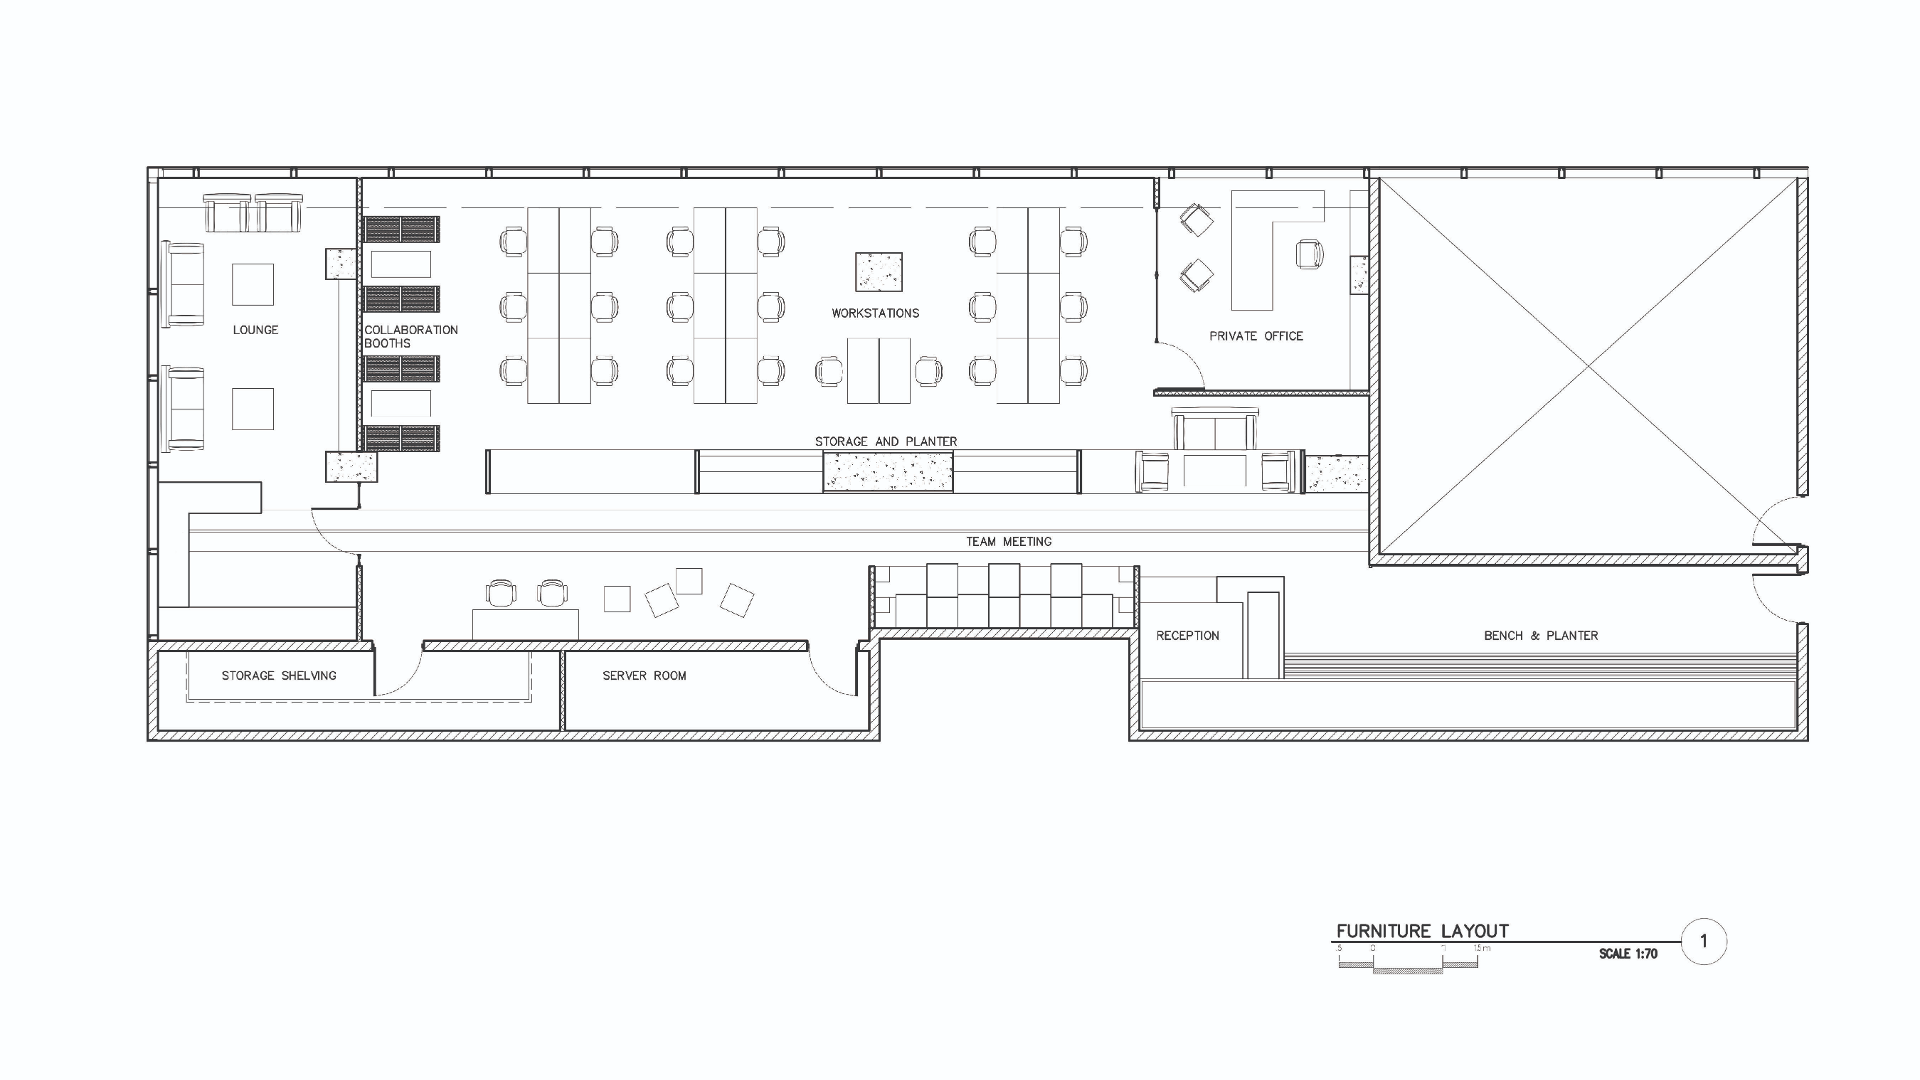 LOUNGE
COLLABORATION
BOOTHS
WORKSTATIONS
PRIVATE OFFICE
STORAGE AND PLANTER
TEAM MEETING
RECEPTION
BENCH & PLANTER
STORAGE SHELVING
SERVER ROOM
FURNITURE LAYOUT
.5 0 1 1.5m
SCALE 1:70
1